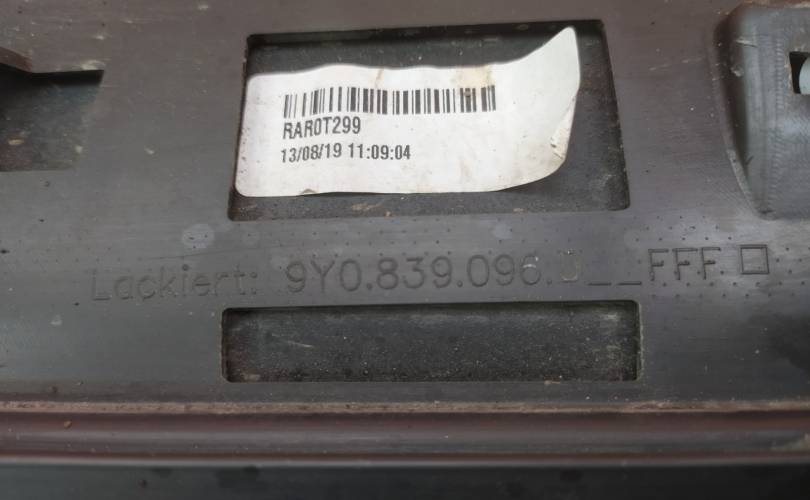 RAR0T299
13/08/19 11:09:04
Lackiert: 9Y0.839.096. __FFF □